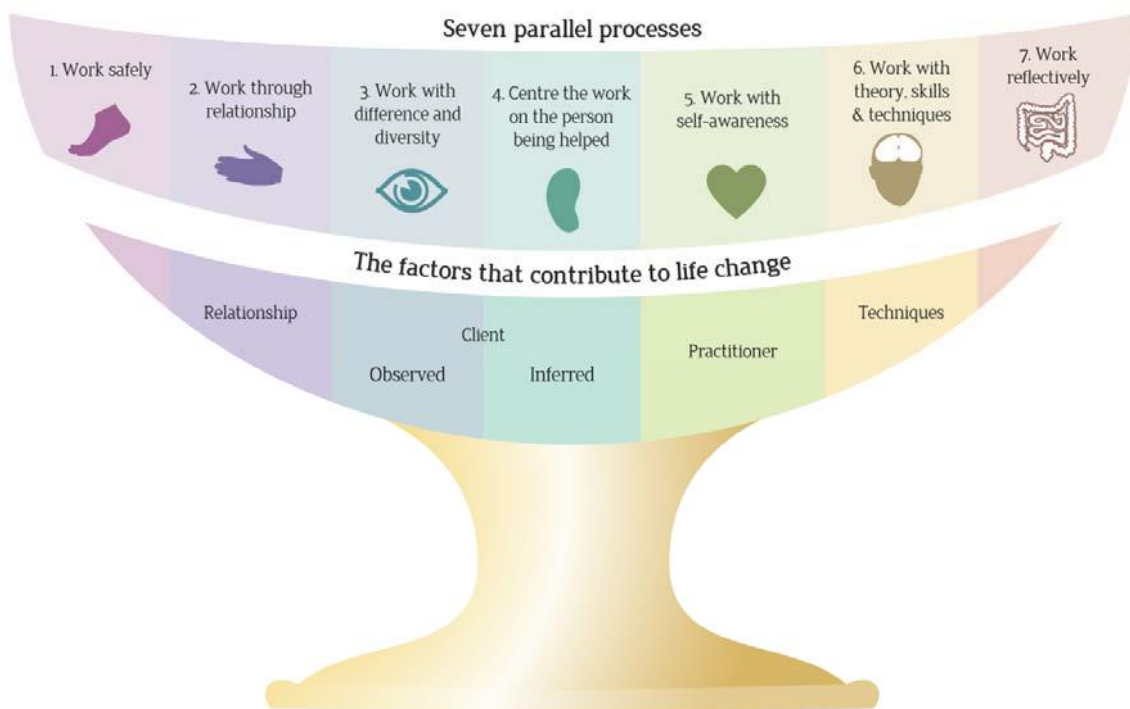 Seven parallel processes
1. Work safely
2. Work through
relationship
3. Work with
difference and
diversity
4. Centre the work
on the person
being helped
5. Work with
self-awareness
6. Work with
theory, skills
& techniques
7. Work
reflectively
The factors that contribute to life change
Relationship
Client
Observed
Inferred
Practitioner
Techniques